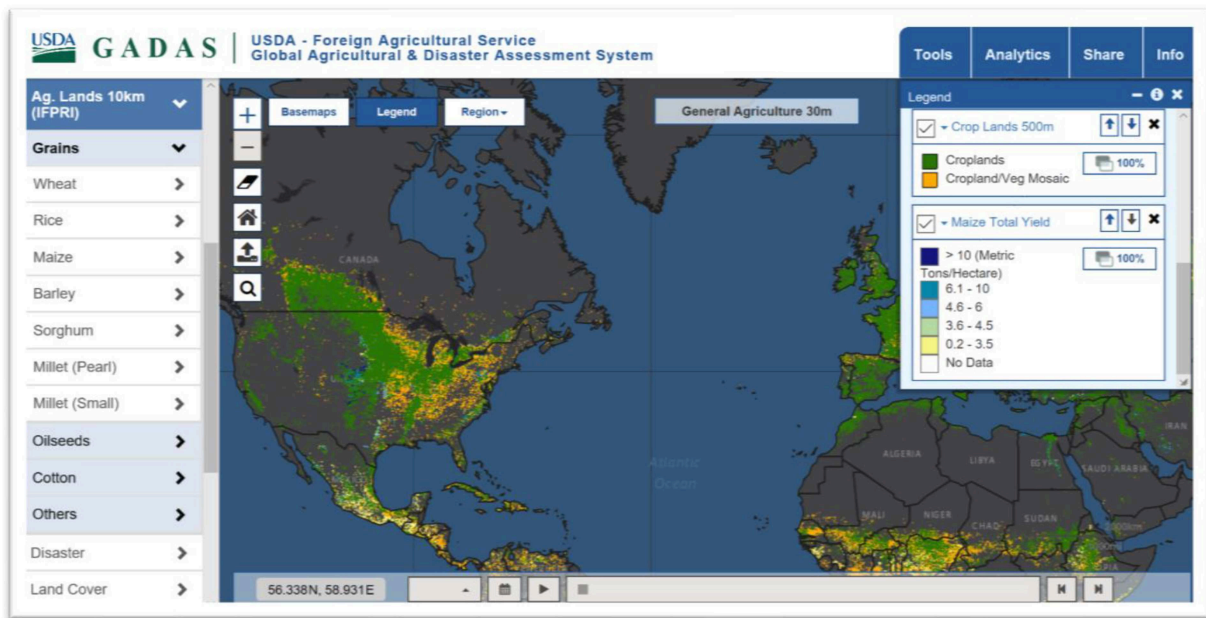 USDA
GADAS
USDA - Foreign Agricultural Service
Global Agricultural & Disaster Assessment System
Tools
Analytics
Share
Info
Ag. Lands 10km
(IFPRI)
Grains
Wheat
Rice
Maize
Barley
Sorghum
Millet (Pearl)
Millet (Small)
Oilseeds
Cotton
Others
Disaster
Land Cover
Basemaps
Legend
Region
General Agriculture 30m
Legend
Crop Lands 500m
Croplands
100%
Cropland/Veg Mosaic
Maize Total Yield
> 10 (Metric
100%
Tons/Hectare)
6.1 - 10
4.6 - 6
3.6 - 4.5
0.2 - 3.5
No Data
CANADA
MEXICO
Atlantic
Ocean
ALGERIA
LIBYA
EGYPT
SAUDI ARABIA
IRAN
MALI
NIGER
CHAD
SUDAN
2000km
56.338N, 58.931E